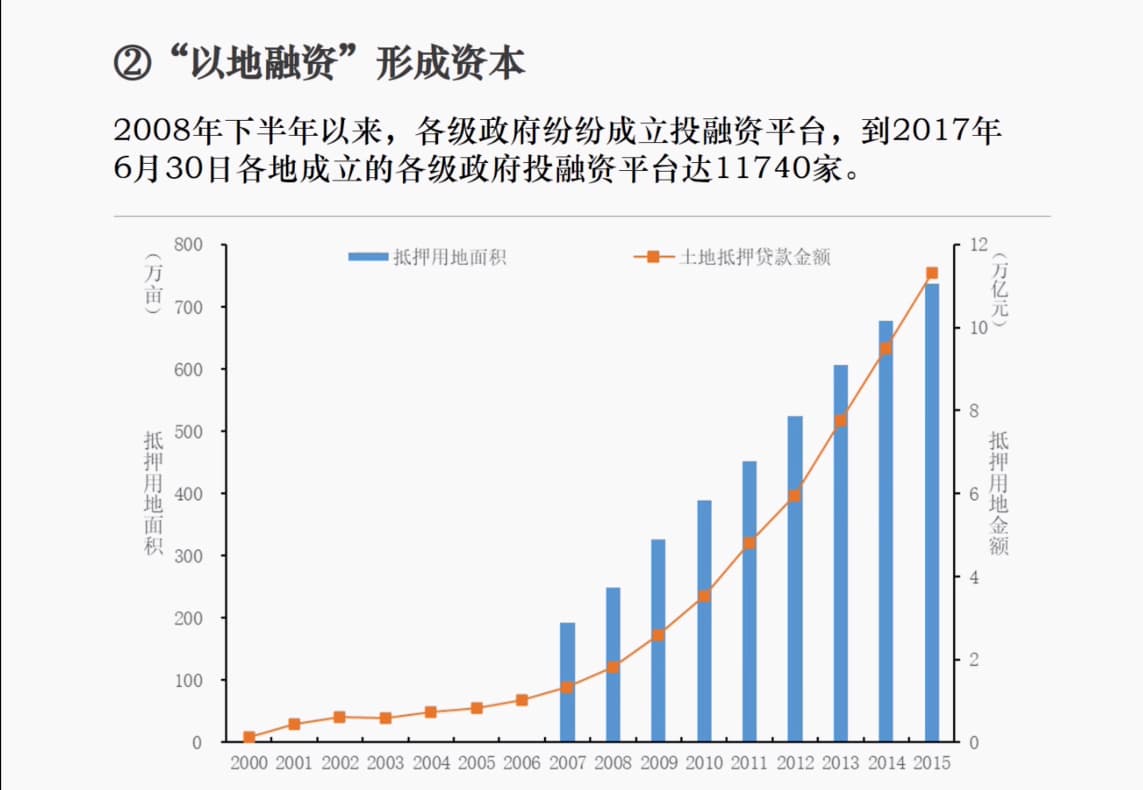 ② “以地融资”形成资本
2008年下半年以来，各级政府纷纷成立投融资平台，到2017年
6月30日各地成立的各级政府投融资平台达11740家。
抵押用地面积
土地抵押贷款金额
（万亩）
抵押用地面积
800
700
600
500
400
300
200
100
0
12
10
8
6
4
2
0
（万亿元）
抵押用地金额
2000 2001 2002 2003 2004 2005 2006 2007 2008 2009 2010 2011 2012 2013 2014 2015